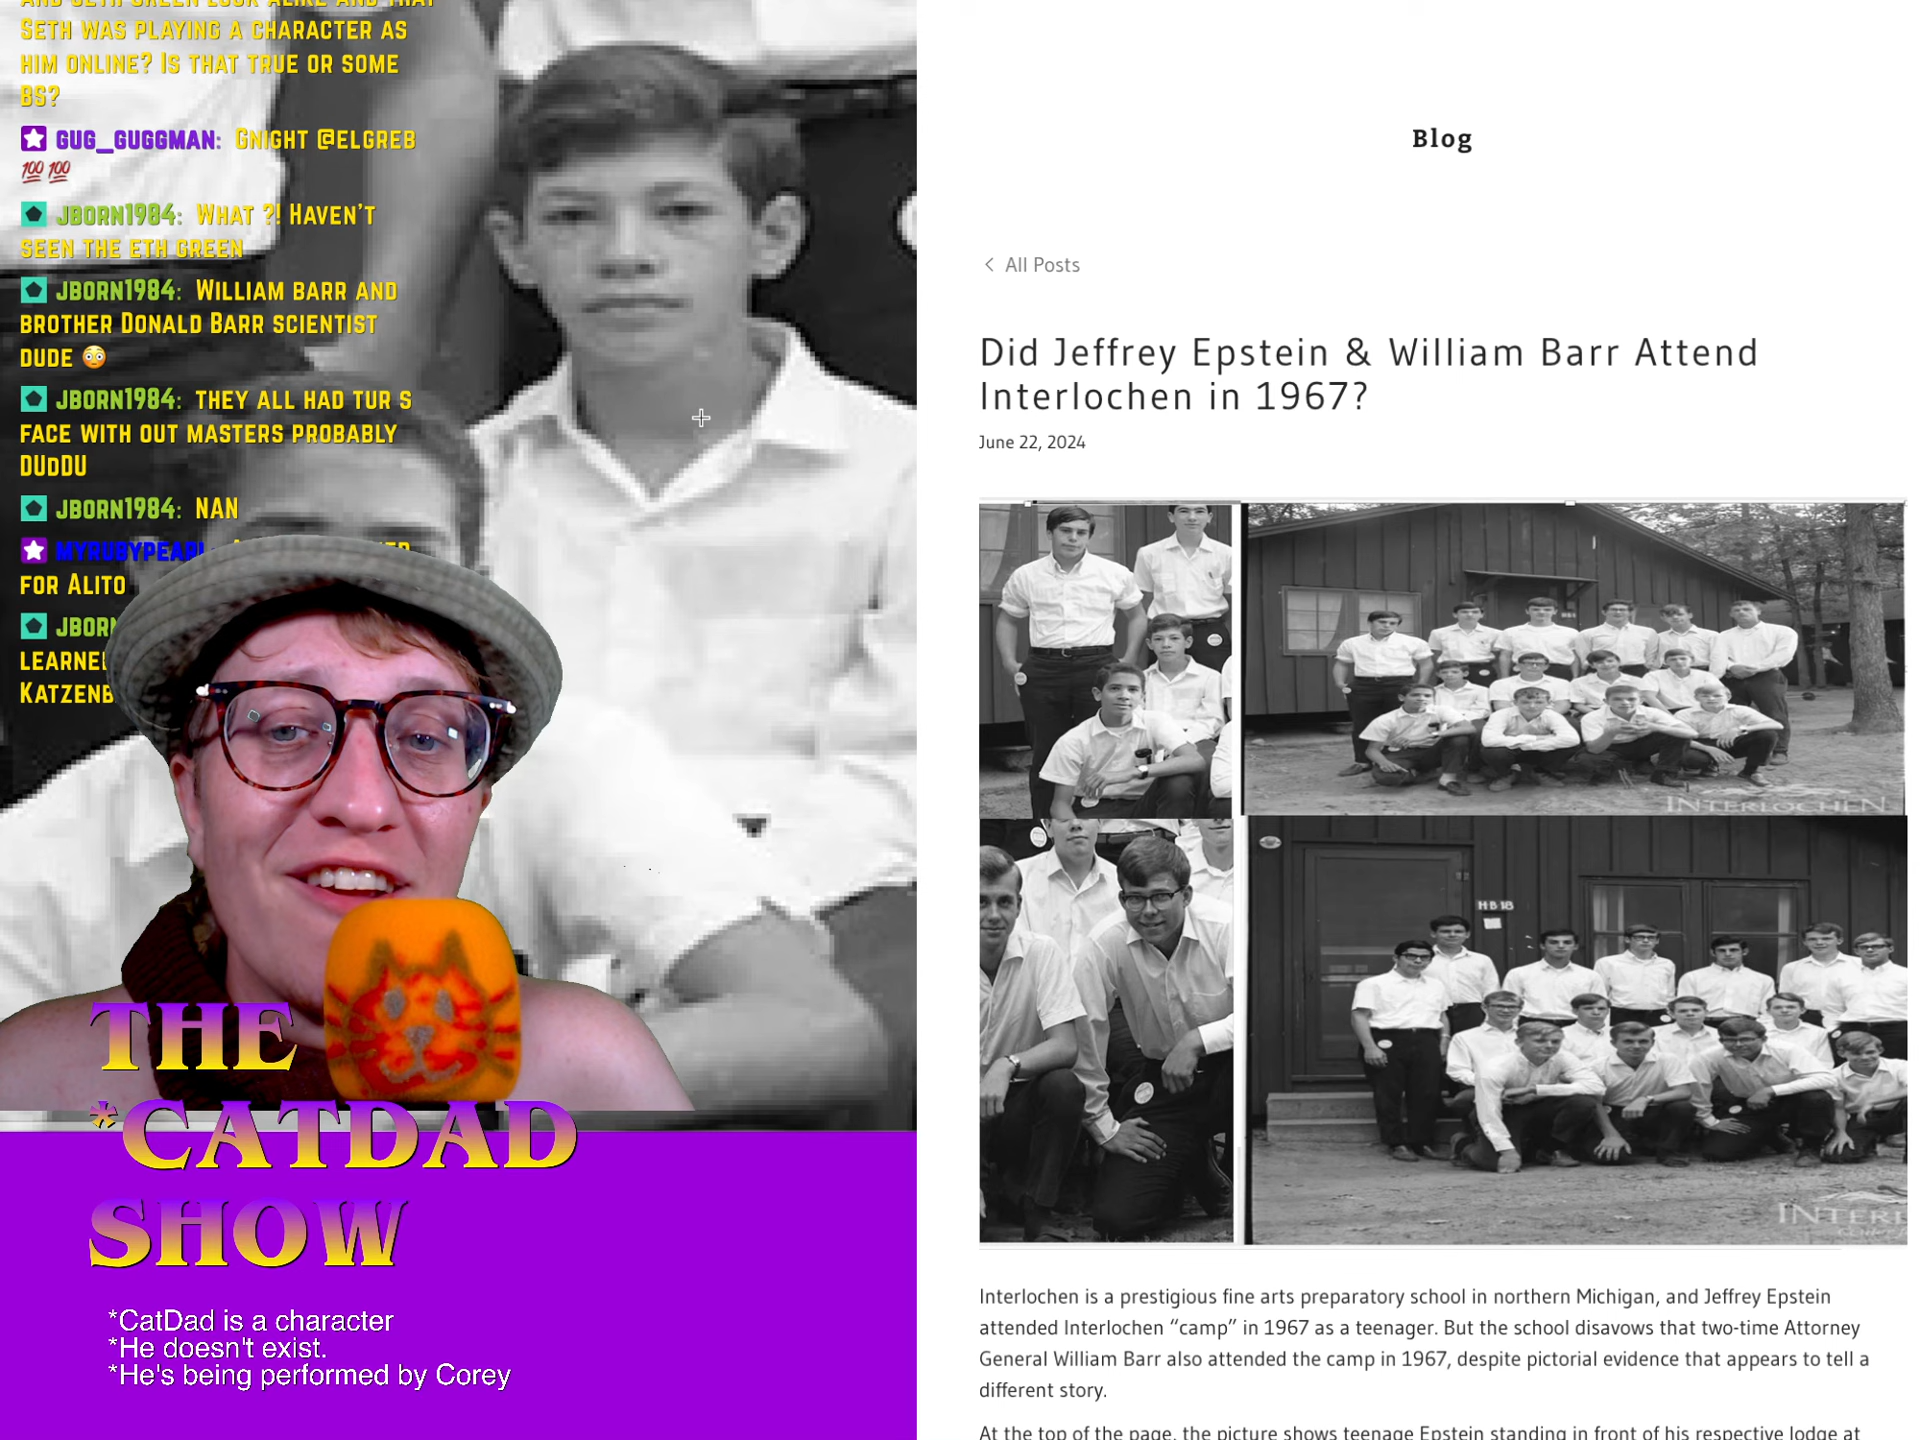 SETH WAS PLAYING A CHARACTER AS
HIM ONLINE? IS THAT TRUE OR SOME
BS?
GUG_GUGGMAN: GNIGHT @ELGREB
💯💯
JBORN1984: WHAT ?! HAVEN'T
SEEN THE ETH GREEN
JBORN1984: WILLIAM BARR AND
BROTHER DONALD BARR SCIENTIST
DUDE 😳
JBORN1984: THEY ALL HAD TUR S
FACE WITH OUT MASTERS PROBABLY
DUDDU
JBORN1984: NAN
MYRUBYPEARL
FOR ALITO
JBORN
LEARNE
KATZENB
THE
*CATDAD
SHOW
*CatDad is a character
*He doesn't exist.
*He's being performed by Corey
Blog
< All Posts
Did Jeffrey Epstein & William Barr Attend
Interlochen in 1967?
June 22, 2024
INTERLOCHEN
HB 18
INTERL
Interlochen is a prestigious fine arts preparatory school in northern Michigan, and Jeffrey Epstein
attended Interlochen “camp” in 1967 as a teenager. But the school disavows that two-time Attorney
General William Barr also attended the camp in 1967, despite pictorial evidence that appears to tell a
different story.
At the top of the page, the picture shows teenage Epstein standing in front of his respective lodge at